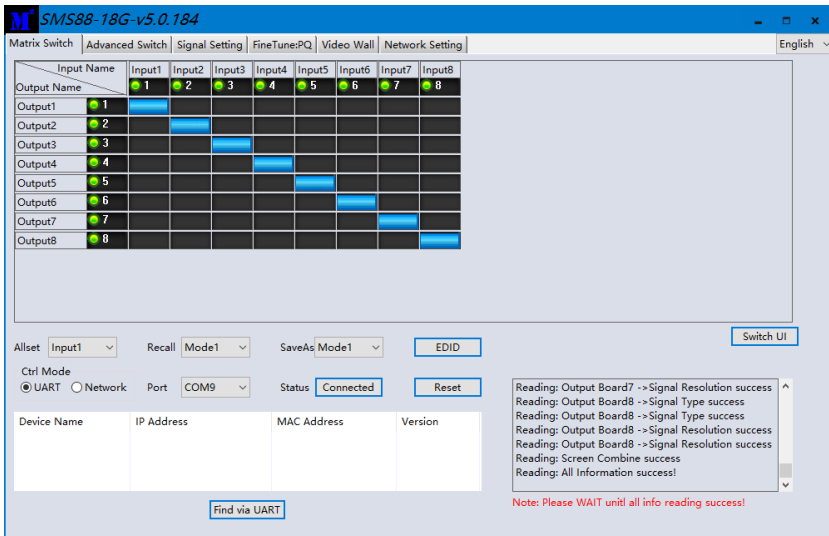 M SMS88-18G-v5.0.184
Matrix Switch Advanced Switch Signal Setting FineTune:PQ Video Wall Network Setting English
Input Name Input1 Input2 Input3 Input4 Input5 Input6 Input7 Input8
Output Name 1 2 3 4 5 6 7 8
Output1 1
Output2 2
Output3 3
Output4 4
Output5 5
Output6 6
Output7 7
Output8 8
Switch UI
Allset Input1 Recall Mode1 SaveAs Mode1 EDID
Ctrl Mode
UART Network Port COM9 Status Connected Reset
Device Name IP Address MAC Address Version
Find via UART
Reading: Output Board7 ->Signal Resolution success
Reading: Output Board8 ->Signal Type success
Reading: Output Board8 ->Signal Type success
Reading: Output Board8 ->Signal Resolution success
Reading: Output Board8 ->Signal Resolution success
Reading: Screen Combine success
Reading: All Information success!
Note: Please WAIT unitl all info reading success!